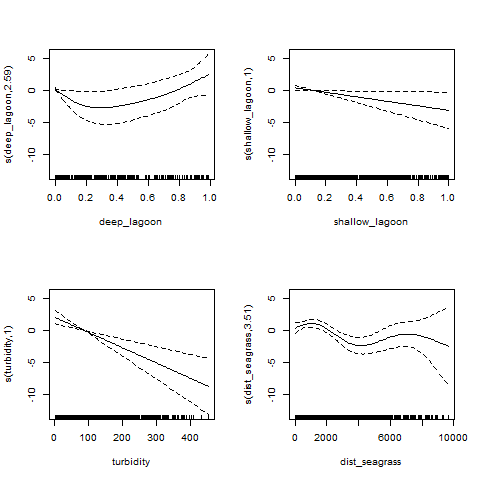 s(deep_lagoon,2.59)
5
0
-5
-10
0.0 0.2 0.4 0.6 0.8 1.0
deep_lagoon
s(shallow_lagoon,1)
5
0
-5
-10
0.0 0.2 0.4 0.6 0.8 1.0
shallow_lagoon
s(turbidity,1)
5
0
-5
-10
0 100 200 300 400
turbidity
s(dist_seagrass,3.51)
5
0
-5
-10
0 2000 6000 10000
dist_seagrass